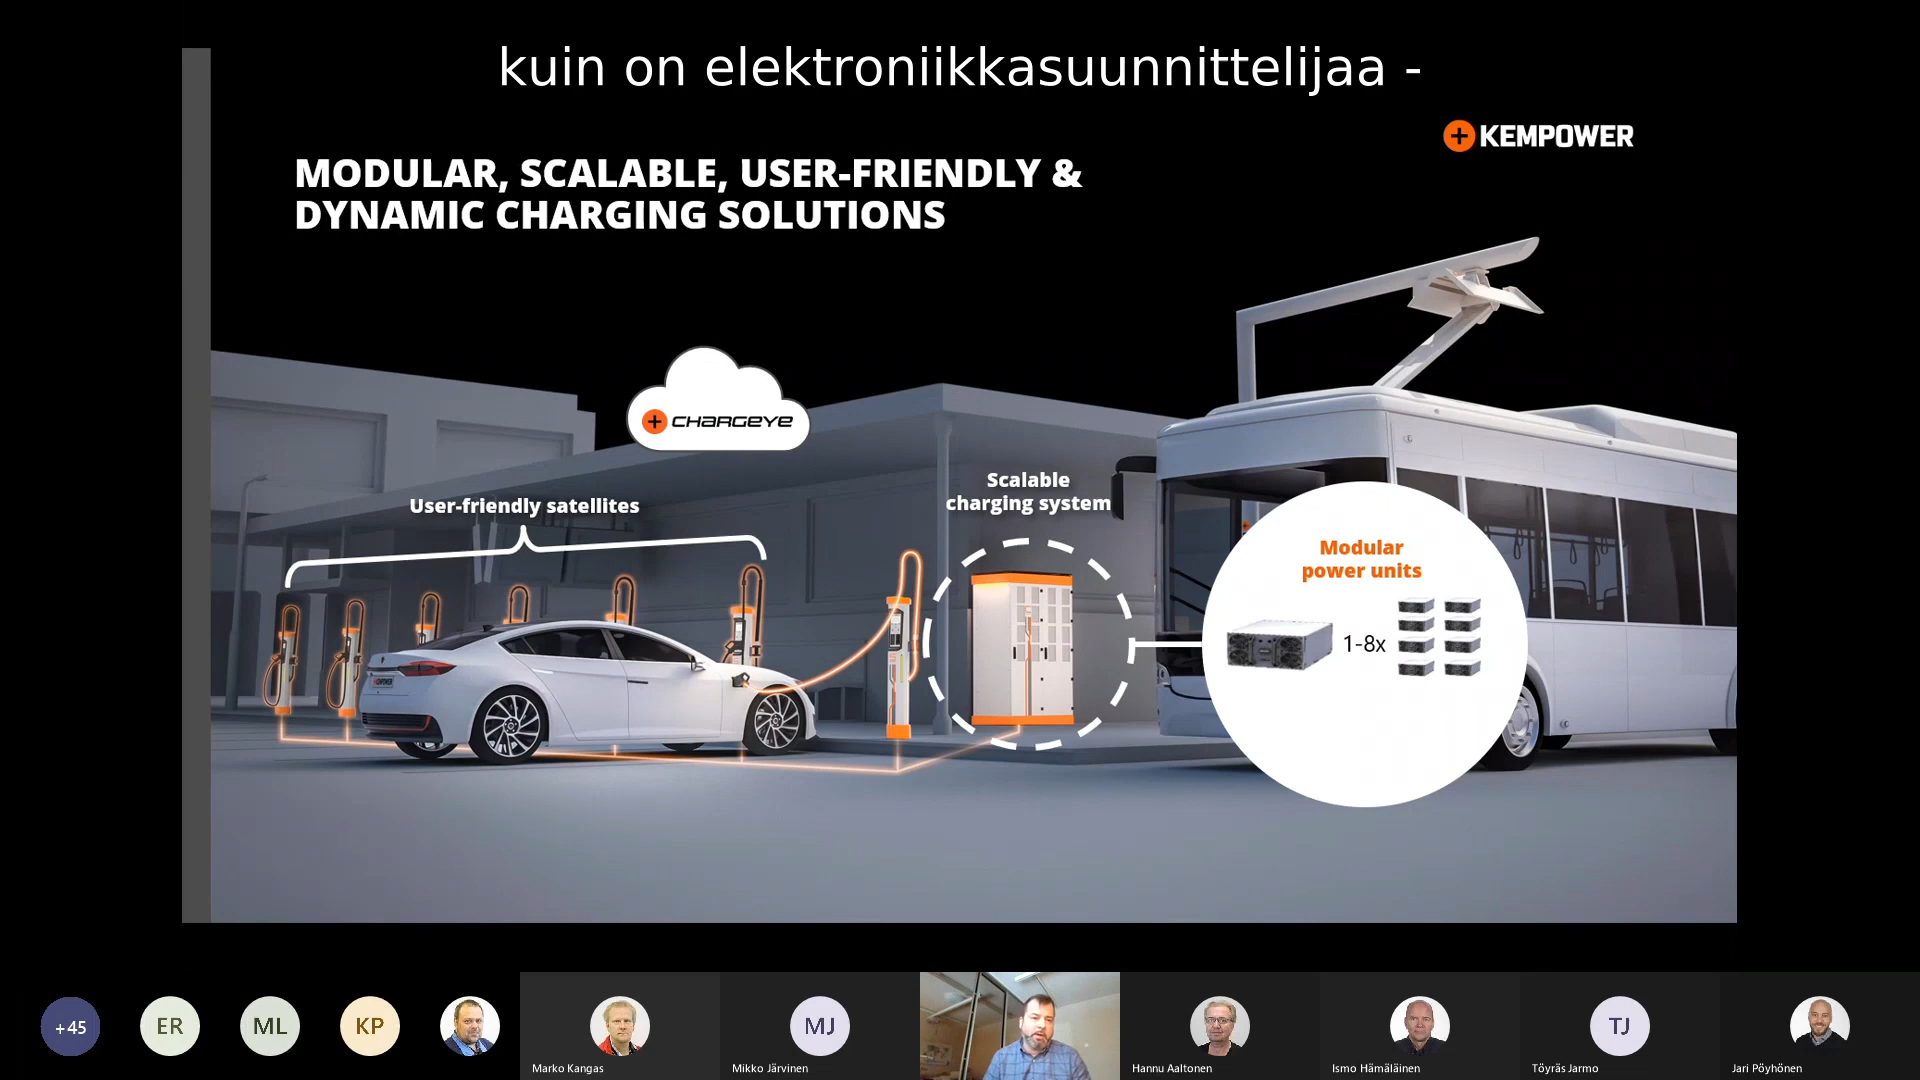 kuin on elektroniikkasuunnittelijaa -
KEMPOWER
MODULAR, SCALABLE, USER-FRIENDLY &
DYNAMIC CHARGING SOLUTIONS
CHARGEYE
Scalable
charging system
User-friendly satellites
Modular
power units
1-8x
KEMPOWER
+45
ER
ML
KP
MJ
TJ
Marko Kangas
Mikko Järvinen
Hannu Aaltonen
Ismo Hämäläinen
Töyräs Jarmo
Jari Pöyhönen